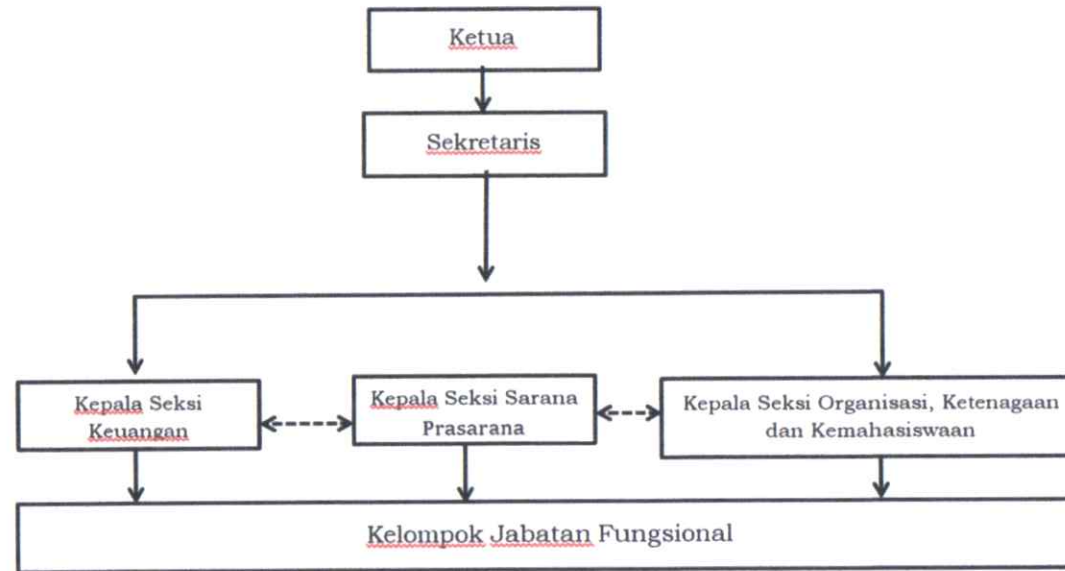 Ketua
Sekretaris
Kepala Seksi
Keuangan
Kepala Seksi Sarana
Prasarana
Kepala Seksi Organisasi, Ketenagaan
dan Kemahasiswaan
Kelompok Jabatan Fungsional